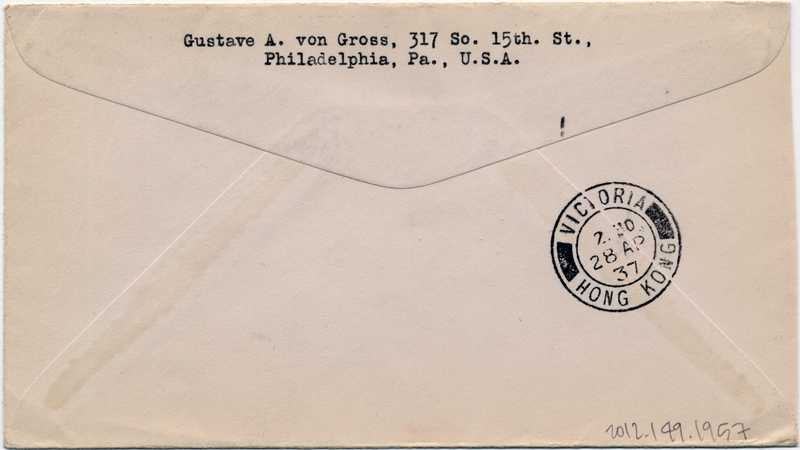 Gustave A. von Gross, 317 So. 15th. St.,
Philadelphia, Pa., U.S.A.
VICTORIA
28 AP
37
HONG KONG
2012.149.1957